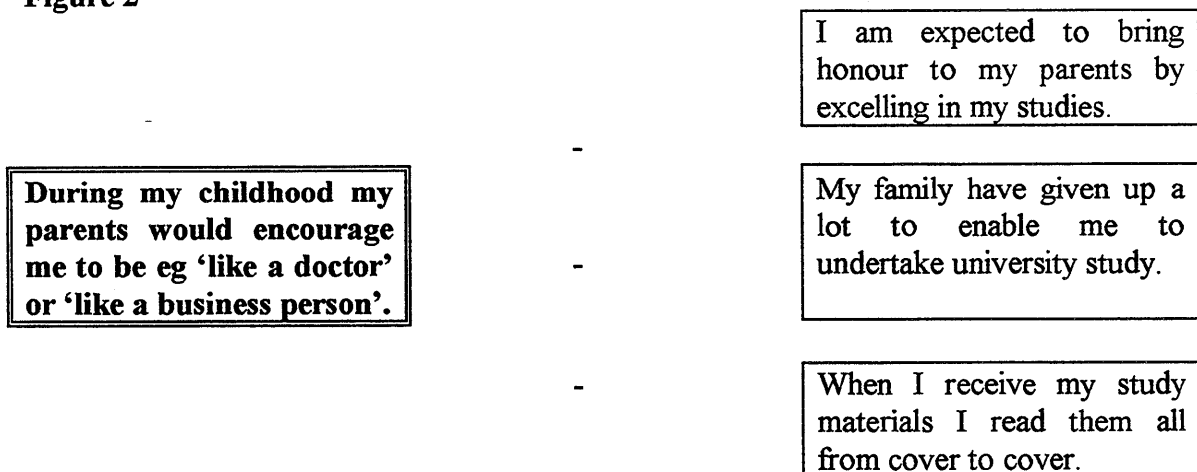 Figure 2
I am expected to bring
honour to my parents by
excelling in my studies.
-
-
During my childhood my
parents would encourage
me to be eg ‘like a doctor’
or ‘like a business person’.
-
My family have given up a
lot to enable me to
undertake university study.
-
When I receive my study
materials I read them all
from cover to cover.